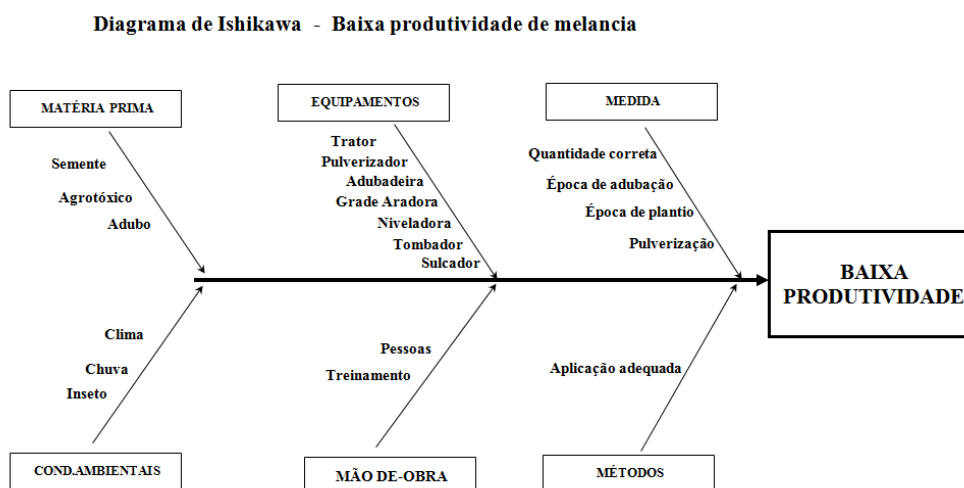 Diagrama de Ishikawa - Baixa produtividade de melancia
MATÉRIA PRIMA
EQUIPAMENTOS
MEDIDA
Semente
Agrotóxico
Adubo
Trator
Pulverizador
Adubadeira
Grade Aradora
Niveladora
Tombador
Sulcador
Quantidade correta
Época de adubação
Época de plantio
Pulverização
BAIXA
PRODUTIVIDADE
Clima
Chuva
Inseto
Pessoas
Treinamento
Aplicação adequada
COND.AMBIENTAIS
MÃO DE-OBRA
MÉTODOS